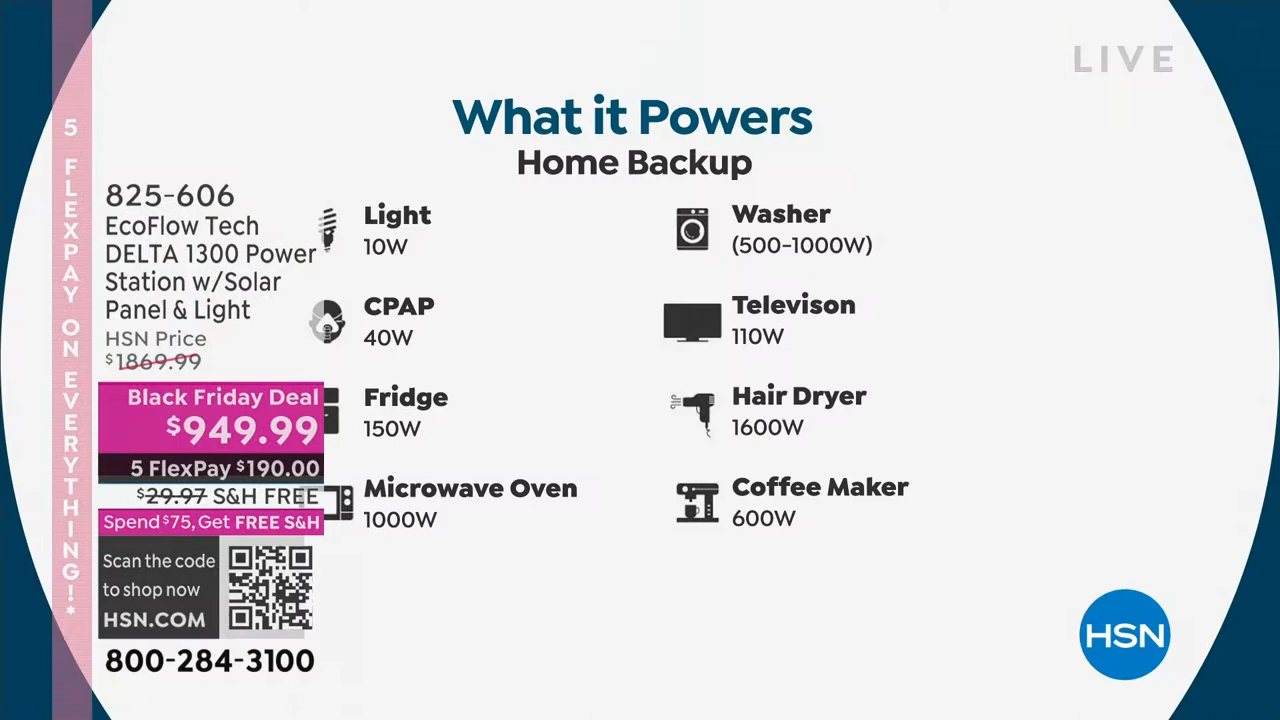 LIVE
What it Powers
Home Backup
5 FLEXPAY ON EVERYTHING!*
825-606
EcoFlow Tech
DELTA 1300 Power
Station w/Solar
Panel & Light
HSN Price
$1869.99
Black Friday Deal
$949.99
5 FlexPay $190.00
$29.97 S&H FREE
Spend $75, Get FREE S&H
Scan the code
to shop now
HSN.COM
800-284-3100
Light
10W
CPAP
40W
Fridge
150W
Microwave Oven
1000W
Washer
(500-1000W)
Televison
110W
Hair Dryer
1600W
Coffee Maker
600W
HSN